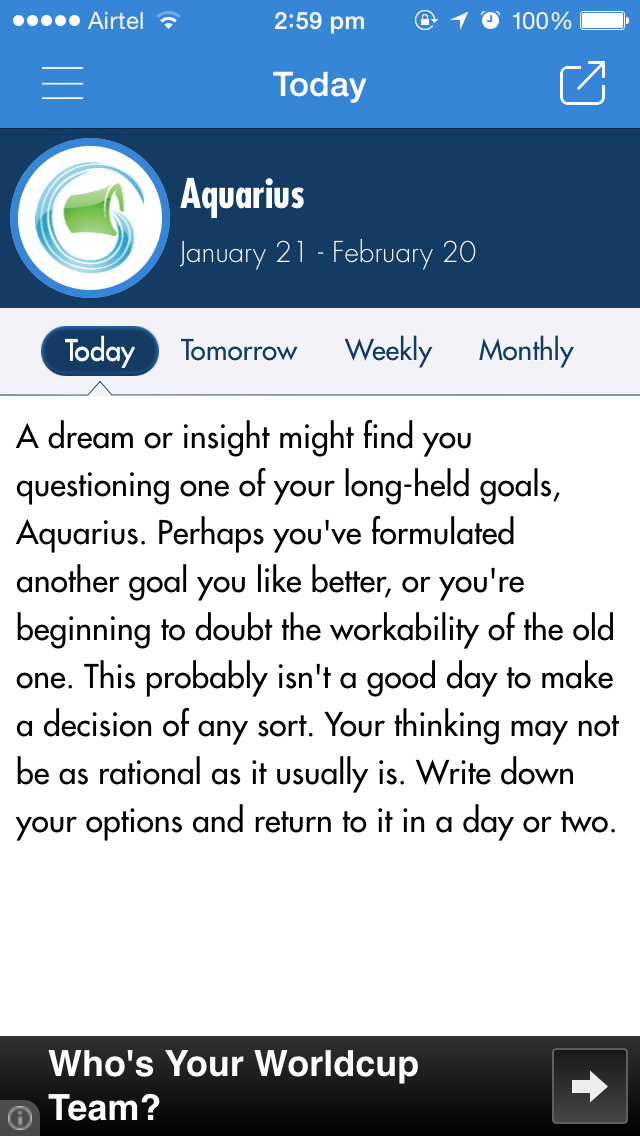 Airtel 2:59 pm 100%
Today
Aquarius
January 21 - February 20
Today Tomorrow Weekly Monthly
A dream or insight might find you
questioning one of your long-held goals,
Aquarius. Perhaps you've formulated
another goal you like better, or you're
beginning to doubt the workability of the old
one. This probably isn't a good day to make
a decision of any sort. Your thinking may not
be as rational as it usually is. Write down
your options and return to it in a day or two.
Who's Your Worldcup
Team?